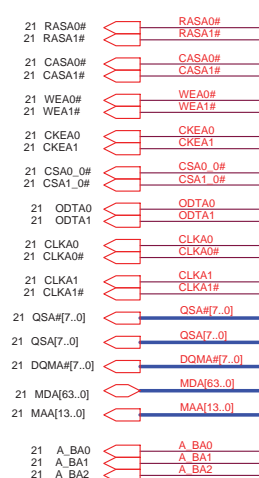 21 RASA0# RASA0#
21 RASA1# RASA1#
21 CASA0# CASA0#
21 CASA1# CASA1#
21 WEA0# WEA0#
21 WEA1# WEA1#
21 CKEA0 CKEA0
21 CKEA1 CKEA1
21 CSA0_0# CSA0_0#
21 CSA1_0# CSA1_0#
21 ODTA0 ODTA0
21 ODTA1 ODTA1
21 CLKA0 CLKA0
21 CLKA0# CLKA0#
21 CLKA1 CLKA1
21 CLKA1# CLKA1#
21 QSA#[7..0] QSA#[7..0]
21 QSA[7..0] QSA[7..0]
21 DQMA#[7..0] DQMA#[7..0]
21 MDA[63..0] MDA[63..0]
21 MAA[13..0] MAA[13..0]
21 A_BA0 A_BA0
21 A_BA1 A_BA1
21 A_BA2 A_BA2